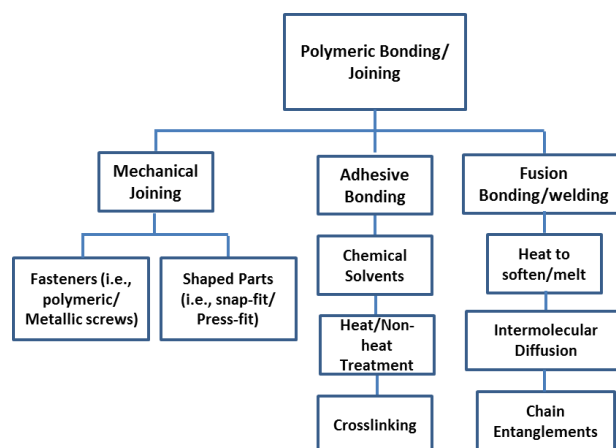 Polymeric Bonding/
Joining
Mechanical
Joining
Adhesive
Bonding
Fusion
Bonding/welding
Fasteners (i.e.,
polymeric/
Metallic screws)
Shaped Parts
(i.e., snap-fit/
Press-fit)
Chemical
Solvents
Heat to
soften/melt
Heat/Non-
heat
Treatment
Intermolecular
Diffusion
Crosslinking
Chain
Entanglements